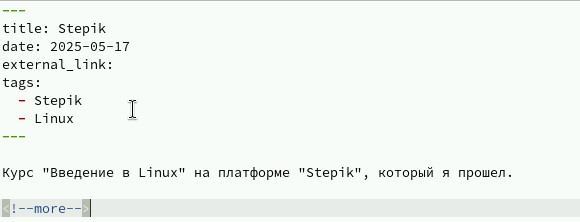 ---
title: Stepik
date: 2025-05-17
external_link:
tags:
  - Stepik
  - Linux
---

Курс "Введение в Linux" на платформе "Stepik", который я прошел.

<!--more-->